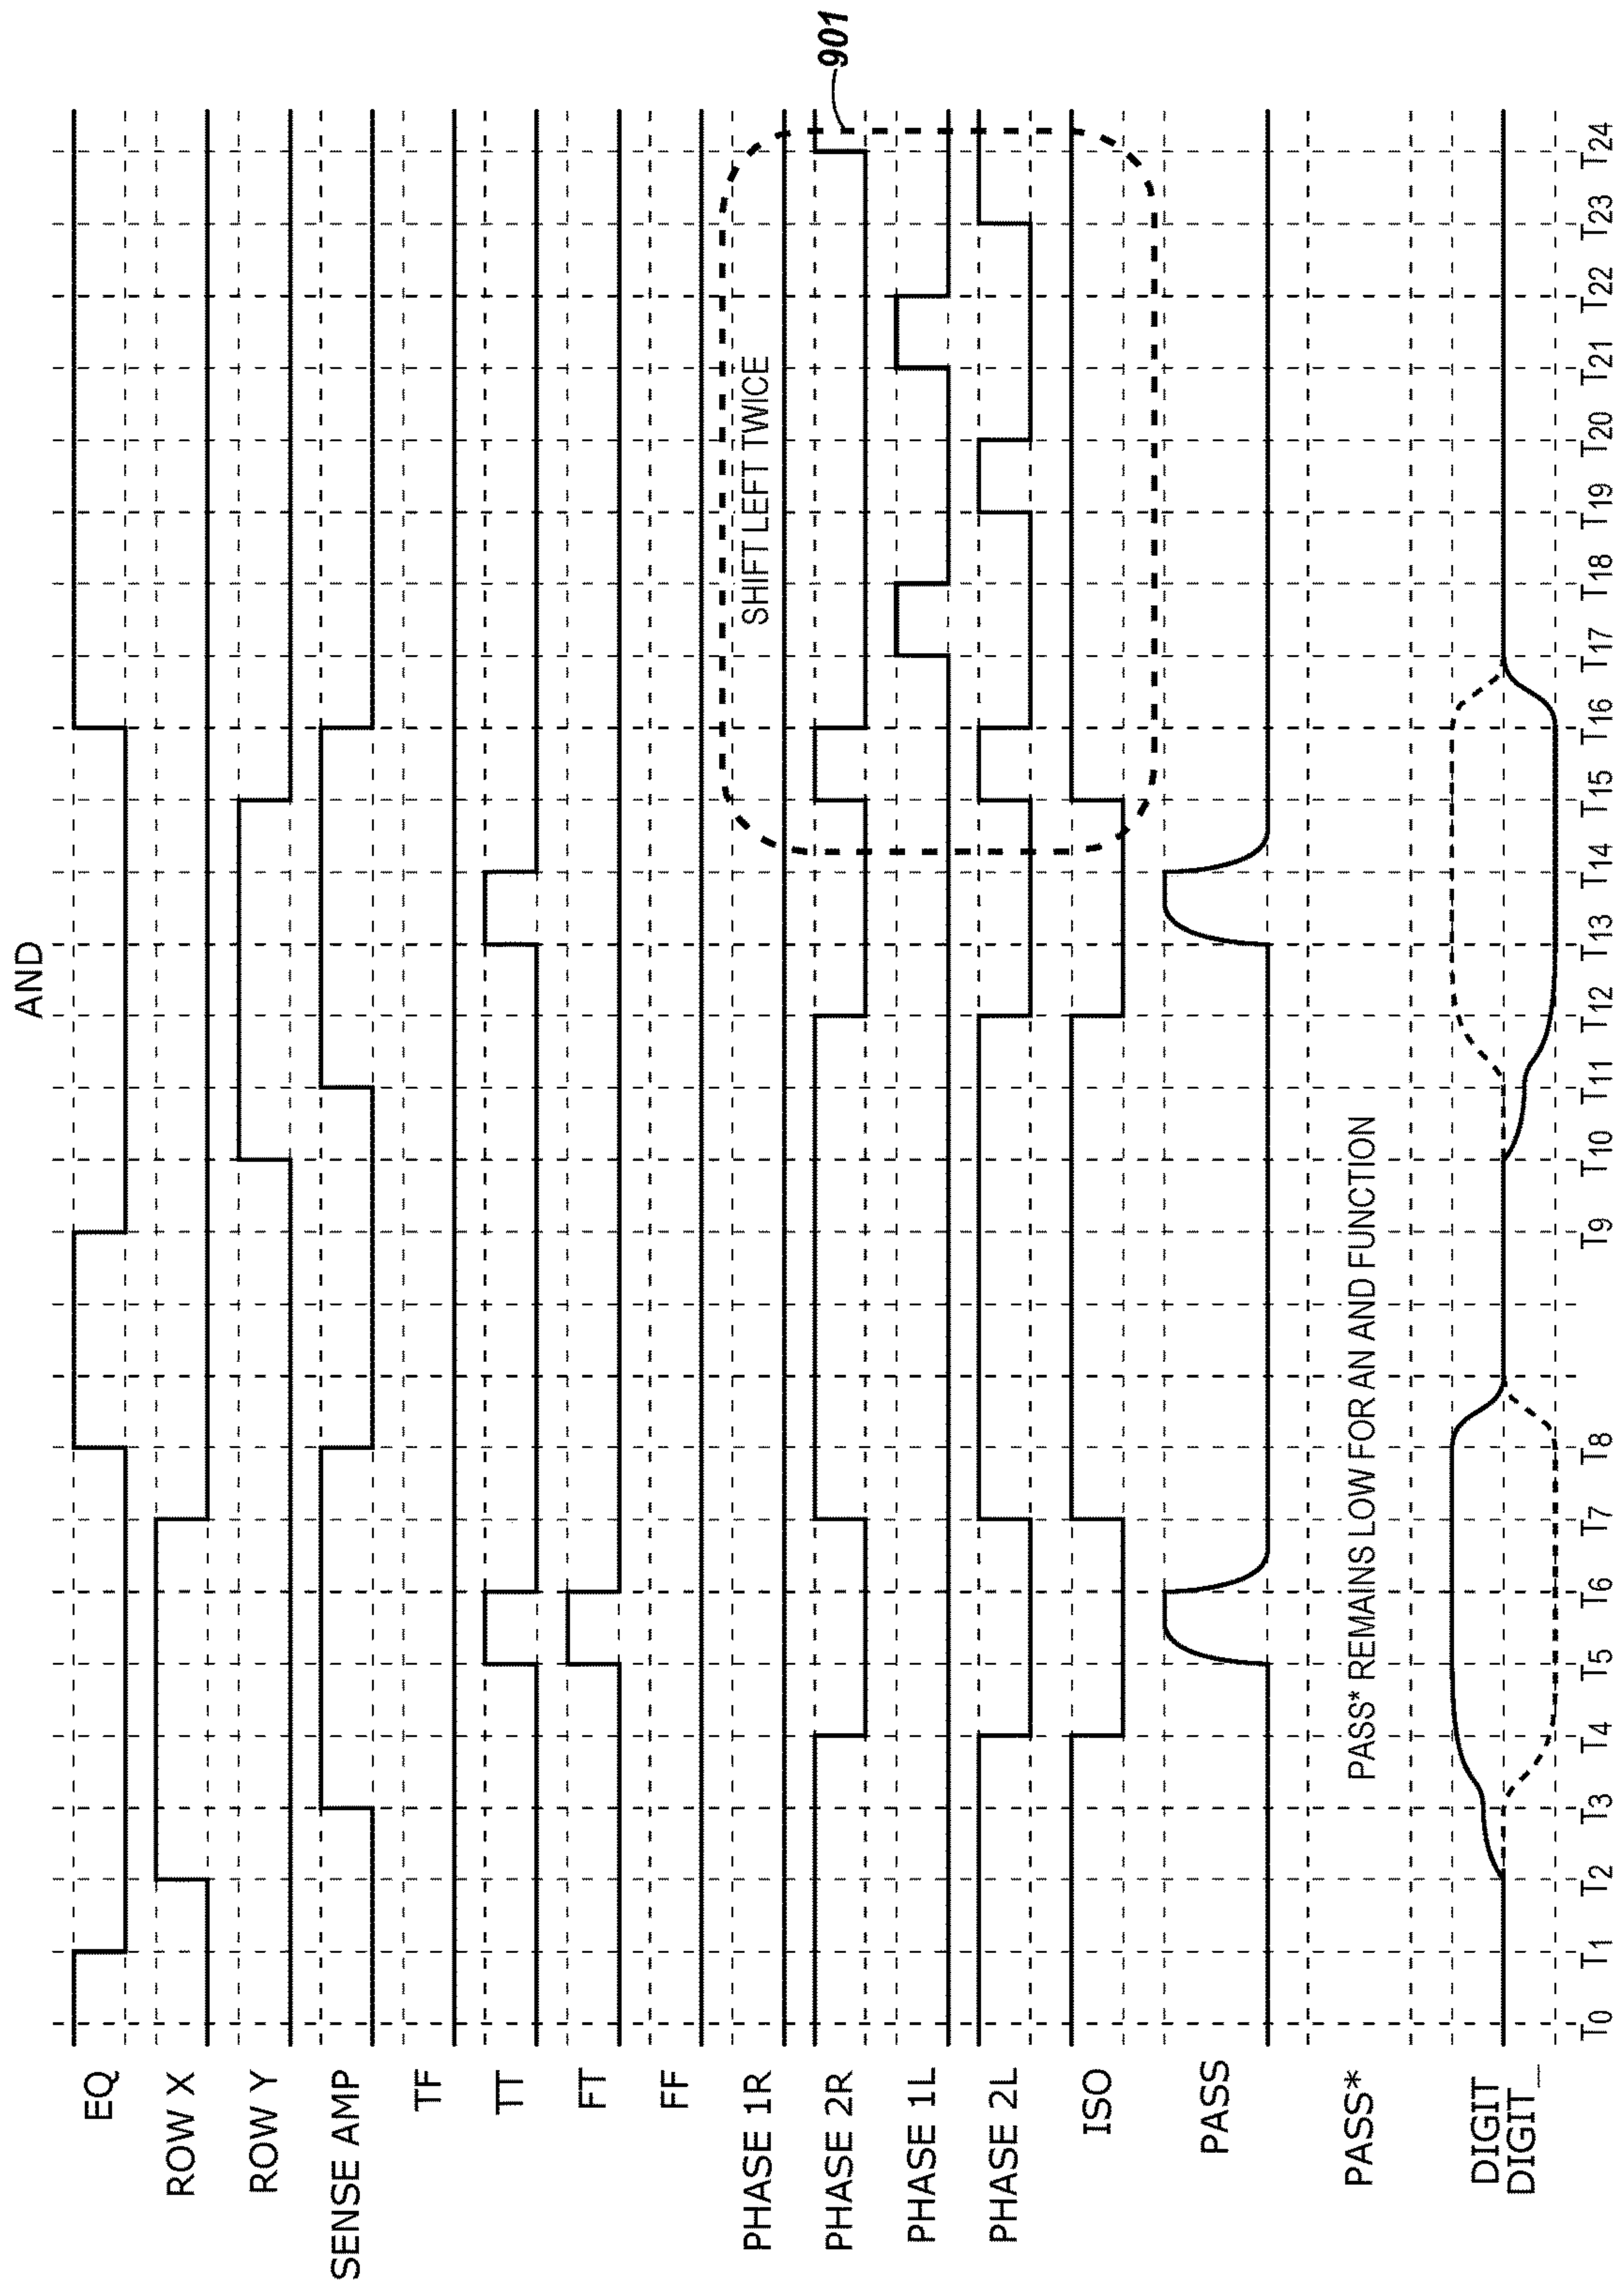 AND
EQ
ROW X
ROW Y
SENSE AMP
TF
TT
FT
FF
PHASE 1R
SHIFT LEFT TWICE
901
PHASE 2R
PHASE 1L
PHASE 2L
ISO
PASS
PASS*
PASS* REMAINS LOW FOR AN AND FUNCTION
DIGIT
DIGIT_
T0 T1 T2 T3 T4 T5 T6 T7 T8 T9 T10 T11 T12 T13 T14 T15 T16 T17 T18 T19 T20 T21 T22 T23 T24